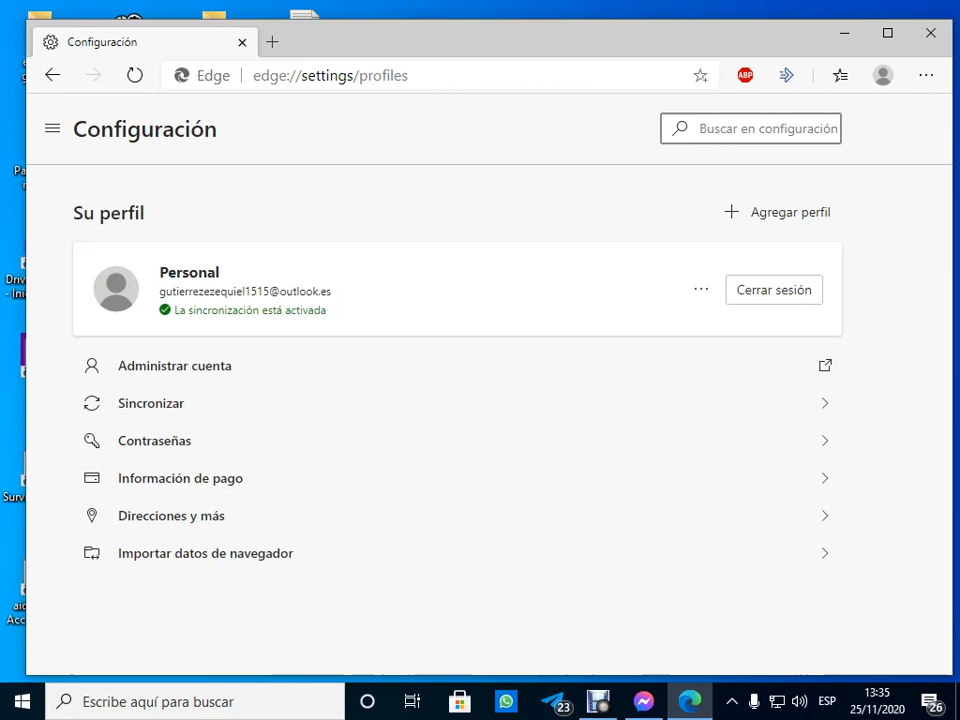 Configuración
Edge
edge://settings/profiles
ABP
Configuración
Buscar en configuración
Su perfil
Agregar perfil
Personal
gutierrezezequiel1515@outlook.es
La sincronización está activada
Cerrar sesión
Administrar cuenta
Sincronizar
Contraseñas
Información de pago
Direcciones y más
Importar datos de navegador
Escribe aquí para buscar
23
ESP
13:35
25/11/2020
26